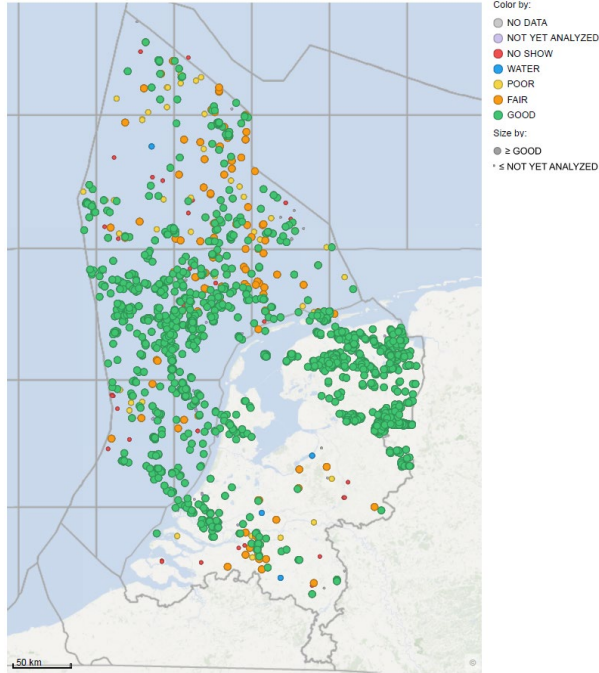 Color by:
NO DATA
NOT YET ANALYZED
NO SHOW
WATER
POOR
FAIR
GOOD
Size by:
≥ GOOD
≤ NOT YET ANALYZED
50 km
©